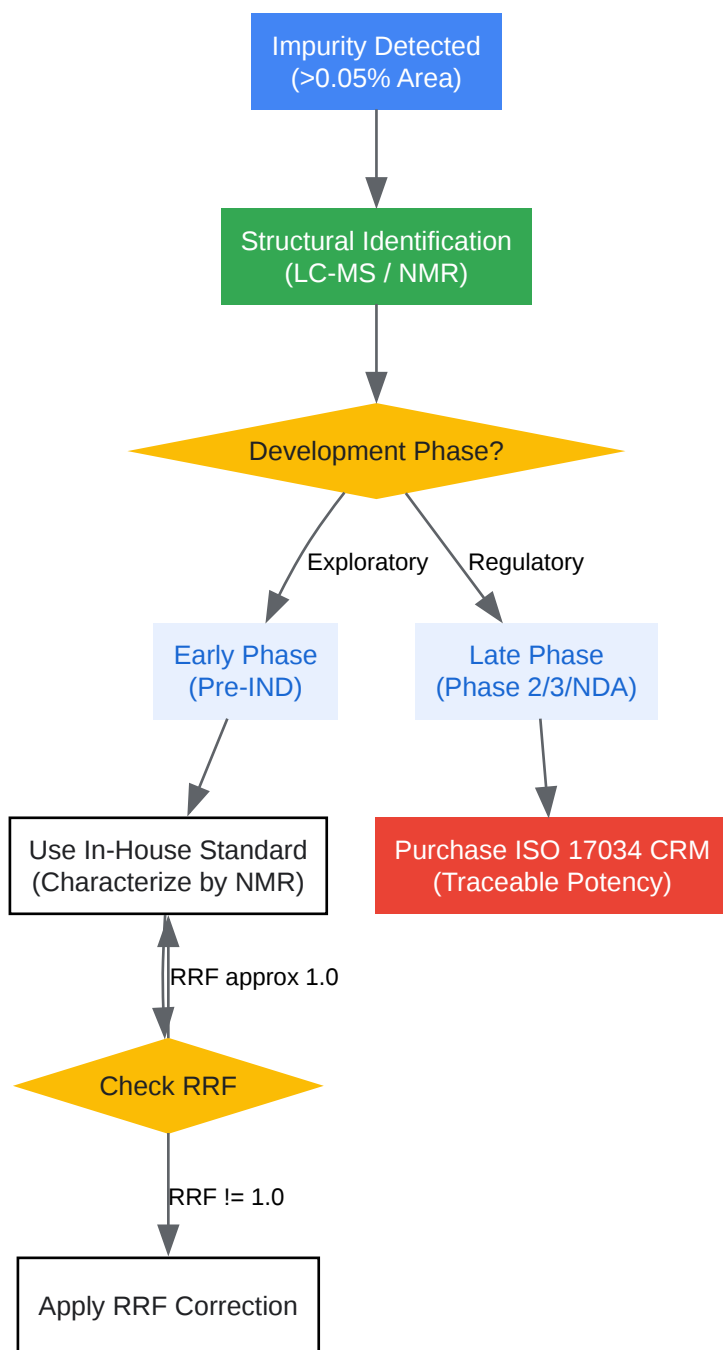 Impurity Detected
(>0.05% Area)
Structural Identification
(LC-MS / NMR)
Development Phase?
Exploratory
Regulatory
Early Phase
(Pre-IND)
Late Phase
(Phase 2/3/NDA)
Use In-House Standard
(Characterize by NMR)
Purchase ISO 17034 CRM
(Traceable Potency)
RRF approx 1.0
Check RRF
RRF != 1.0
Apply RRF Correction